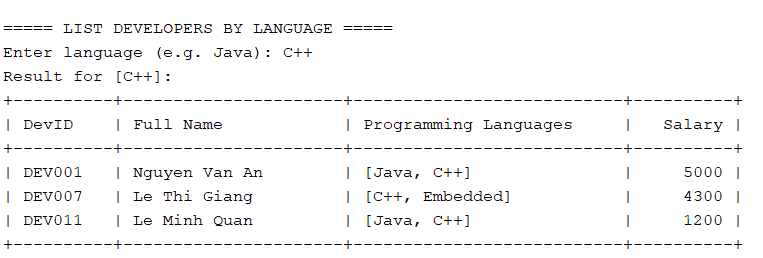 ===== LIST DEVELOPERS BY LANGUAGE =====
Enter language (e.g. Java): C++
Result for [C++]:
+----------+-----------------------+----------------------------+----------+
| DevID    | Full Name             | Programming Languages      |   Salary |
+----------+-----------------------+----------------------------+----------+
| DEV001   | Nguyen Van An         | [Java, C++]                |     5000 |
| DEV007   | Le Thi Giang          | [C++, Embedded]            |     4300 |
| DEV011   | Le Minh Quan          | [Java, C++]                |     1200 |
+----------+-----------------------+----------------------------+----------+